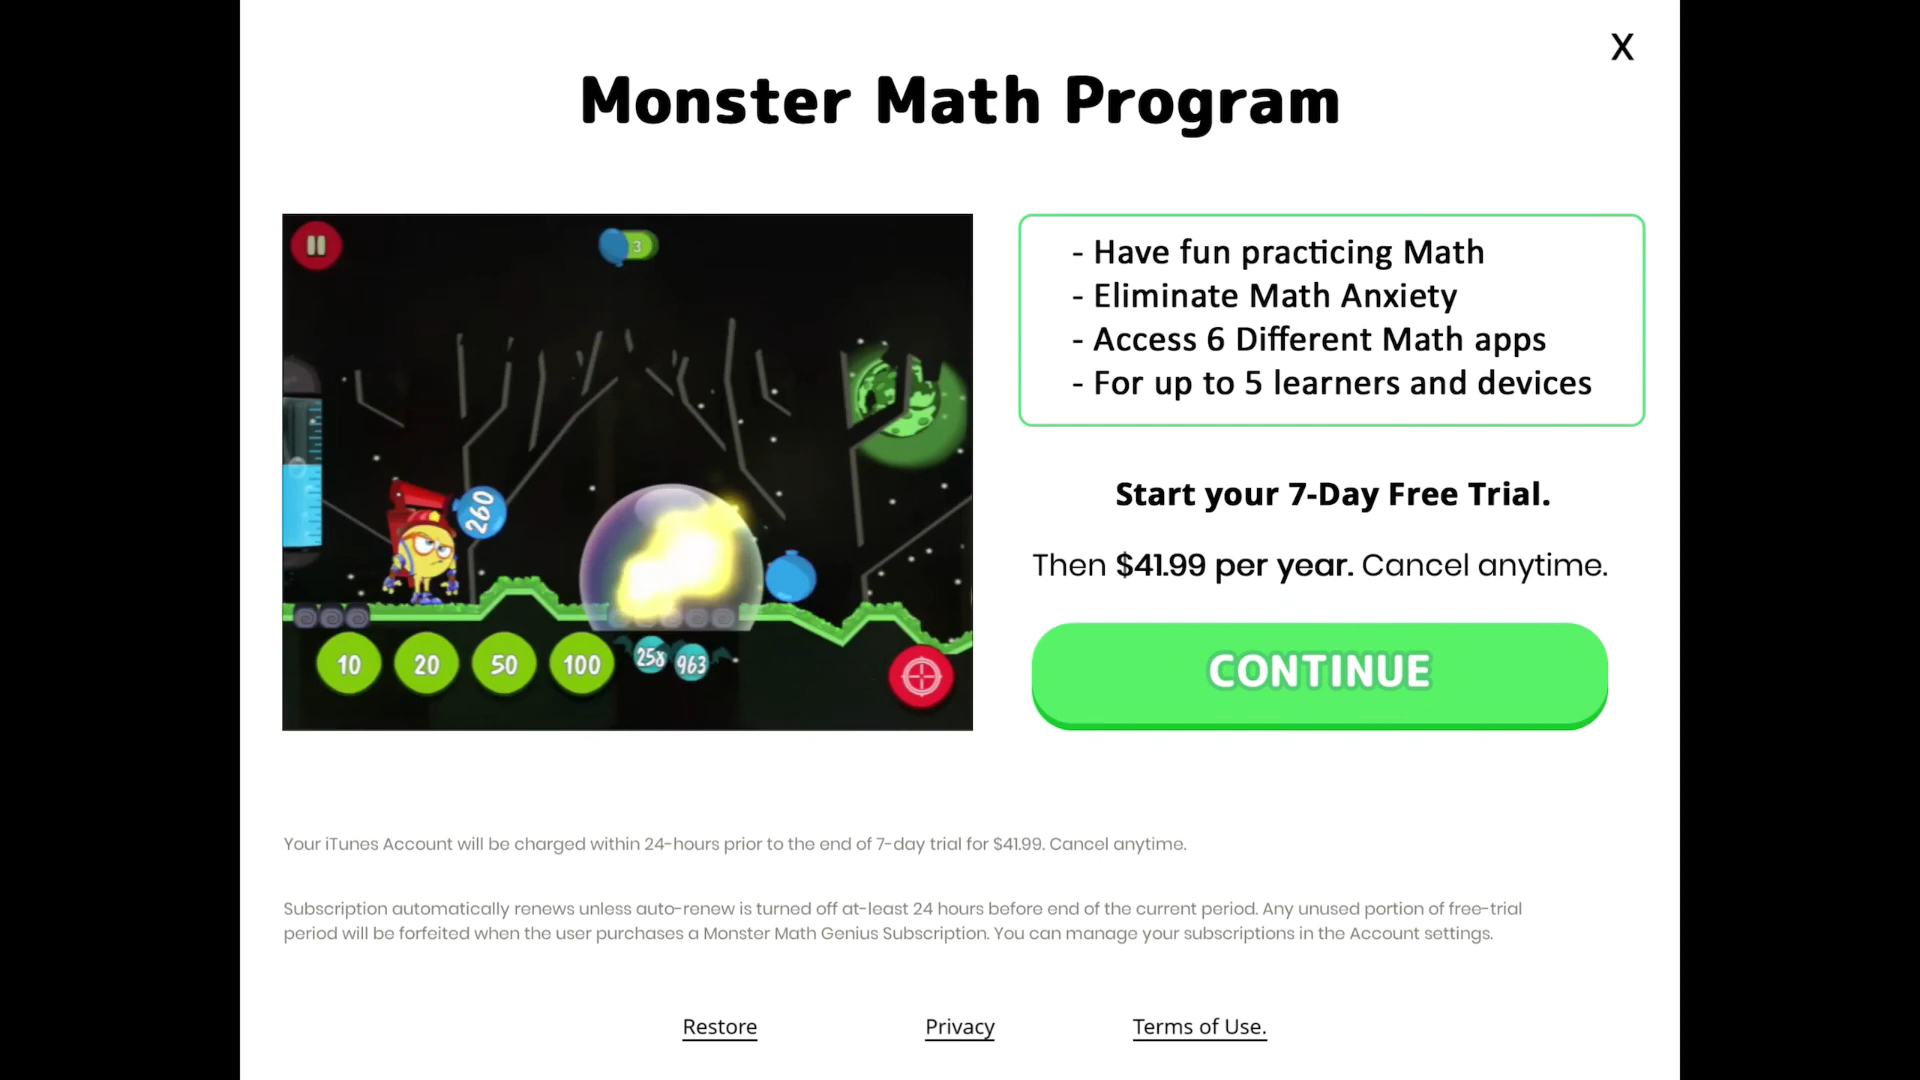 X
Monster Math Program
3
260
10
20
50
100
258
963
- Have fun practicing Math
- Eliminate Math Anxiety
- Access 6 Different Math apps
- For up to 5 learners and devices
Start your 7-Day Free Trial.
Then $41.99 per year. Cancel anytime.
CONTINUE
Your iTunes Account will be charged within 24-hours prior to the end of 7-day trial for $41.99. Cancel anytime.
Subscription automatically renews unless auto-renew is turned off at-least 24 hours before end of the current period. Any unused portion of free-trial
period will be forfeited when the user purchases a Monster Math Genius Subscription. You can manage your subscriptions in the Account settings.
Restore
Privacy
Terms of Use.